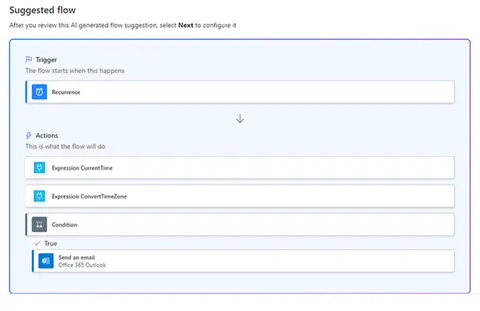 Suggested flow
After you review this AI generated flow suggestion, select Next to configure it
Trigger
The flow starts when this happens
Recurrence
Actions
This is what the flow will do
Expression CurrentTime
Expression ConvertTimeZone
Condition
True
Send an email
Office 365 Outlook